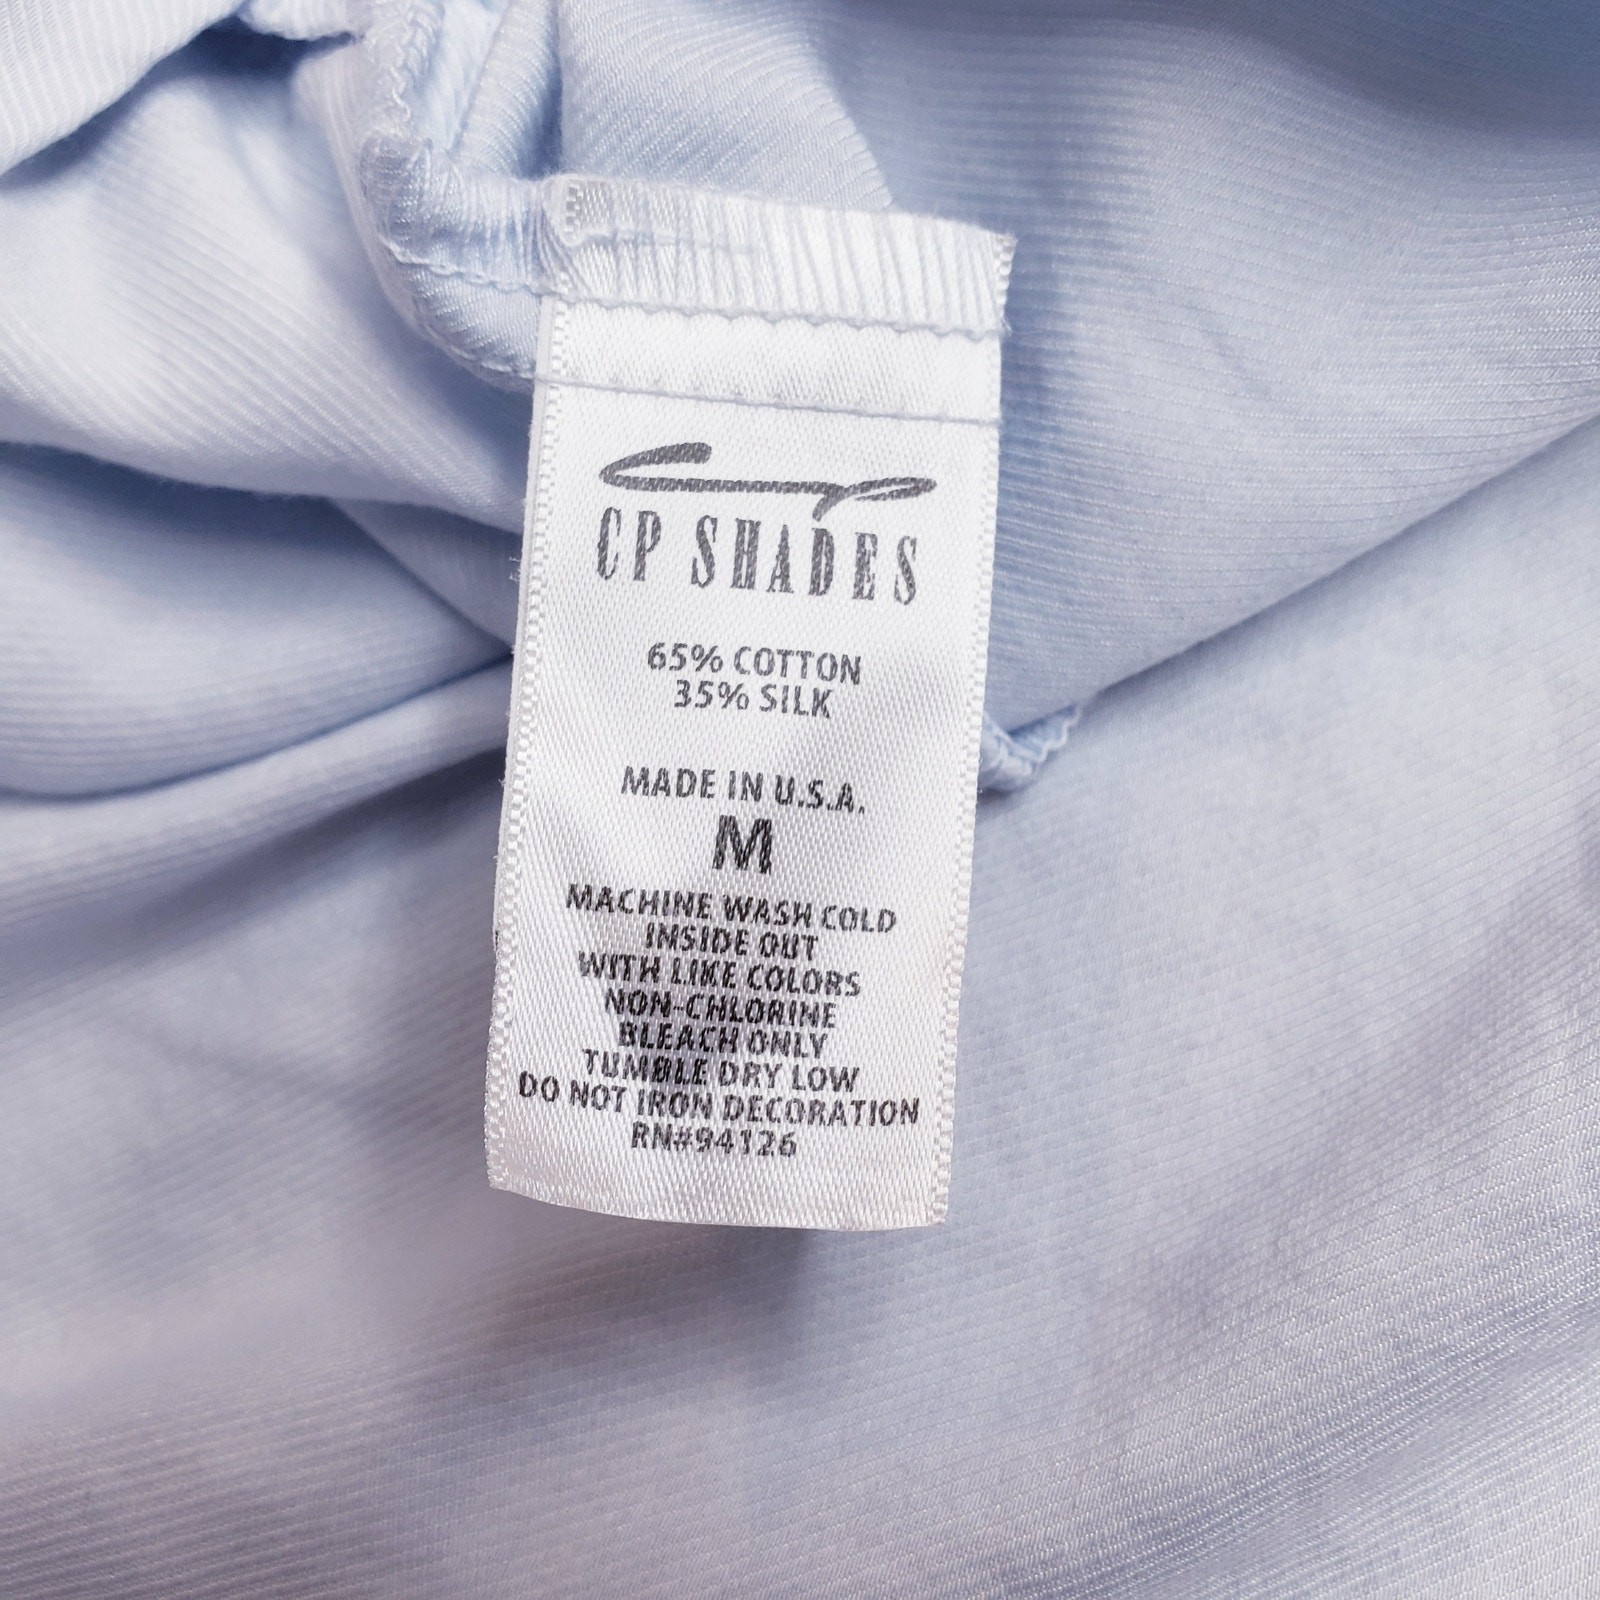 CP SHADES
65% COTTON
35% SILK
MADE IN U.S.A.
M
MACHINE WASH COLD
INSIDE OUT
WITH LIKE COLORS
NON-CHLORINE
BLEACH ONLY
TUMBLE DRY LOW
DO NOT IRON DECORATION
RN#94126